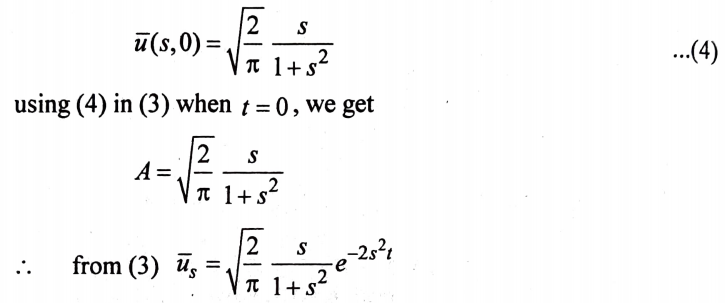 ū(s,0) = √(2/π) s/(1+s²) ...(4)
using (4) in (3) when t = 0, we get
A = √(2/π) s/(1+s²)
∴ from (3) ūₛ = √(2/π) s/(1+s²) e^(-2s²t)